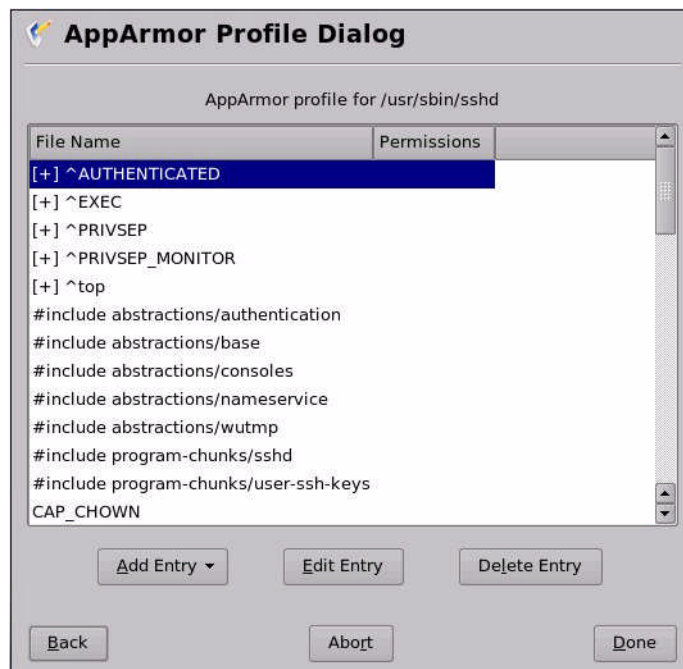 AppArmor Profile Dialog
AppArmor profile for /usr/sbin/sshd
File Name Permissions
[+] ^AUTHENTICATED
[+] ^EXEC
[+] ^PRIVSEP
[+] ^PRIVSEP_MONITOR
[+] ^top
#include abstractions/authentication
#include abstractions/base
#include abstractions/consoles
#include abstractions/nameservice
#include abstractions/wutmp
#include program-chunks/sshd
#include program-chunks/user-ssh-keys
CAP_CHOWN
Add Entry Edit Entry Delete Entry
Back Abort Done